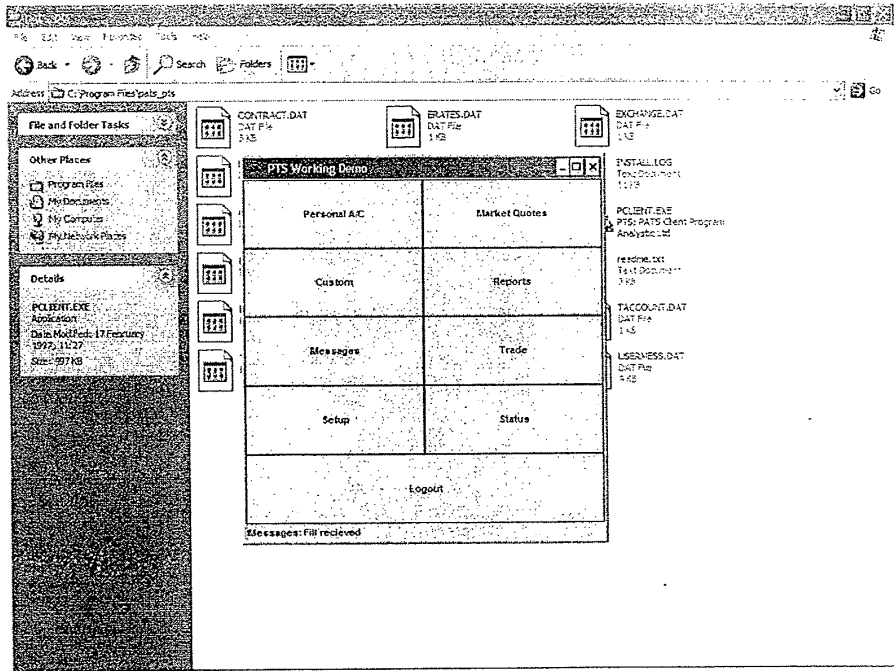 File Edit View Favorites Tools Help
Back Search Folders
Address C:\Program Files\pats_pts Go
File and Folder Tasks
Other Places
Program Files
My Documents
My Computer
My Network Places
Details
PCLIENT.EXE
Application
Date Modified: 17 February
1997, 11:27
Size: 997 KB
CONTRACT.DAT
DAT File
ERATES.DAT
DAT File
1 KB
EXCHANGE.DAT
DAT File
1 KB
INSTALL.LOG
Text Document
PCLIENT.EXE
PTS: PATS Client Program
Analystic Ltd
readme.txt
Text Document
3 KB
TACCOUNT.DAT
DAT File
1 KB
USERMESS.DAT
DAT File
PTS Working Demo
Personal A/C Market Quotes
Custom Reports
Messages Trade
Setup Status
Logout
Messages: Fill recieved